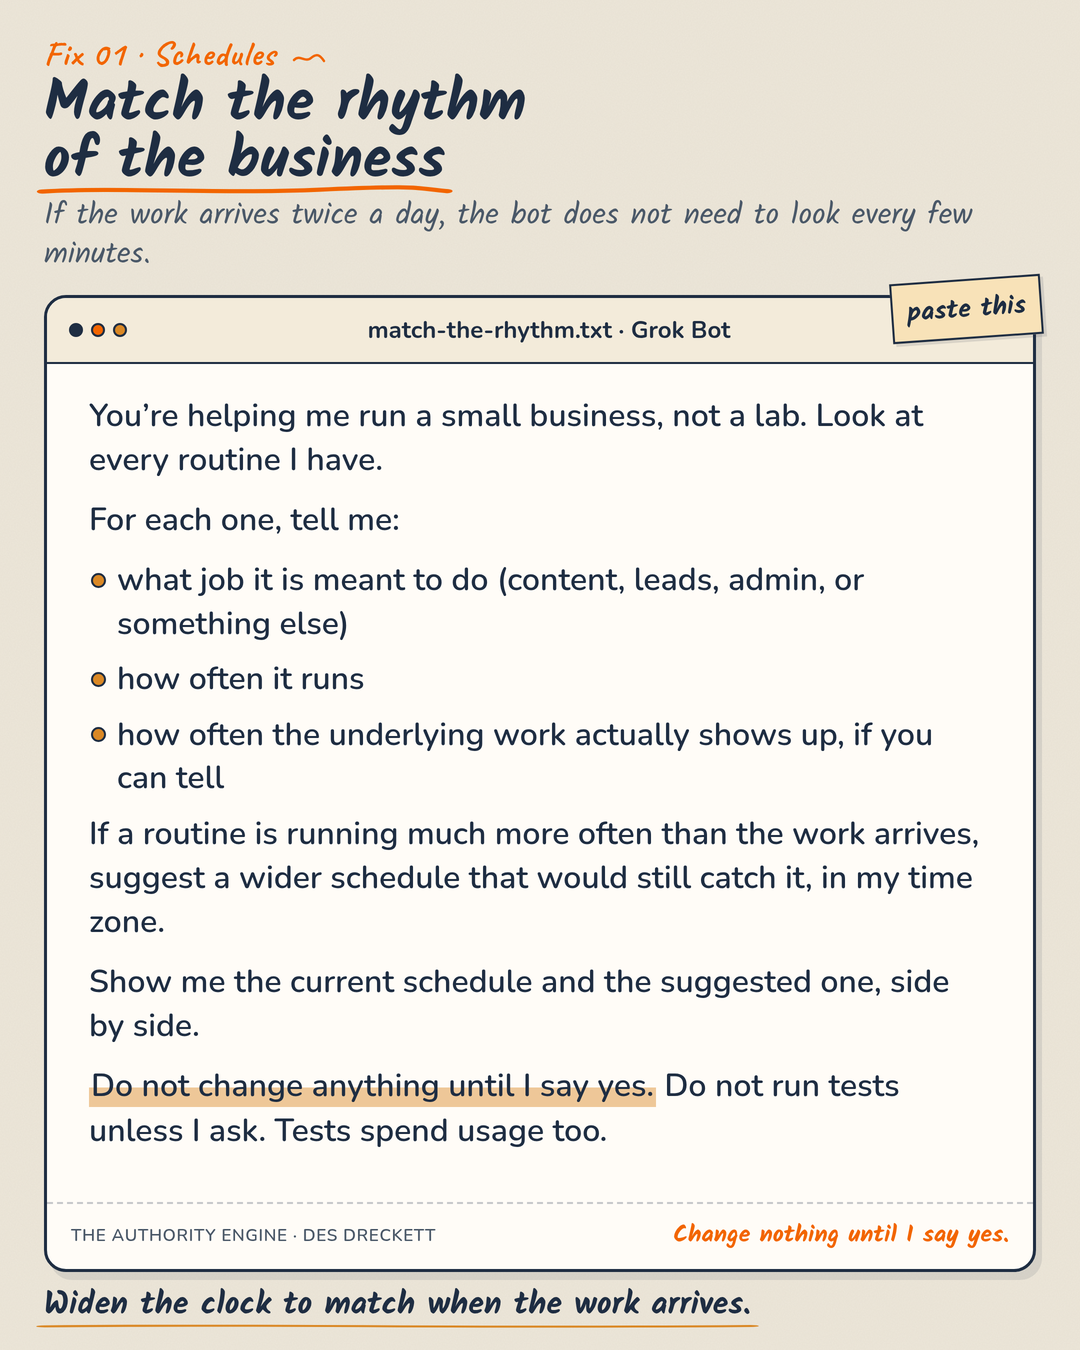 Fix 01 · Schedules
Match the rhythm
of the business
If the work arrives twice a day, the bot does not need to look every few
minutes.
paste this
match-the-rhythm.txt · Grok Bot
You’re helping me run a small business, not a lab. Look at
every routine I have.
For each one, tell me:
what job it is meant to do (content, leads, admin, or
something else)
how often it runs
how often the underlying work actually shows up, if you
can tell
If a routine is running much more often than the work arrives,
suggest a wider schedule that would still catch it, in my time
zone.
Show me the current schedule and the suggested one, side
by side.
Do not change anything until I say yes. Do not run tests
unless I ask. Tests spend usage too.
THE AUTHORITY ENGINE · DES DRECKETT
Change nothing until I say yes.
Widen the clock to match when the work arrives.